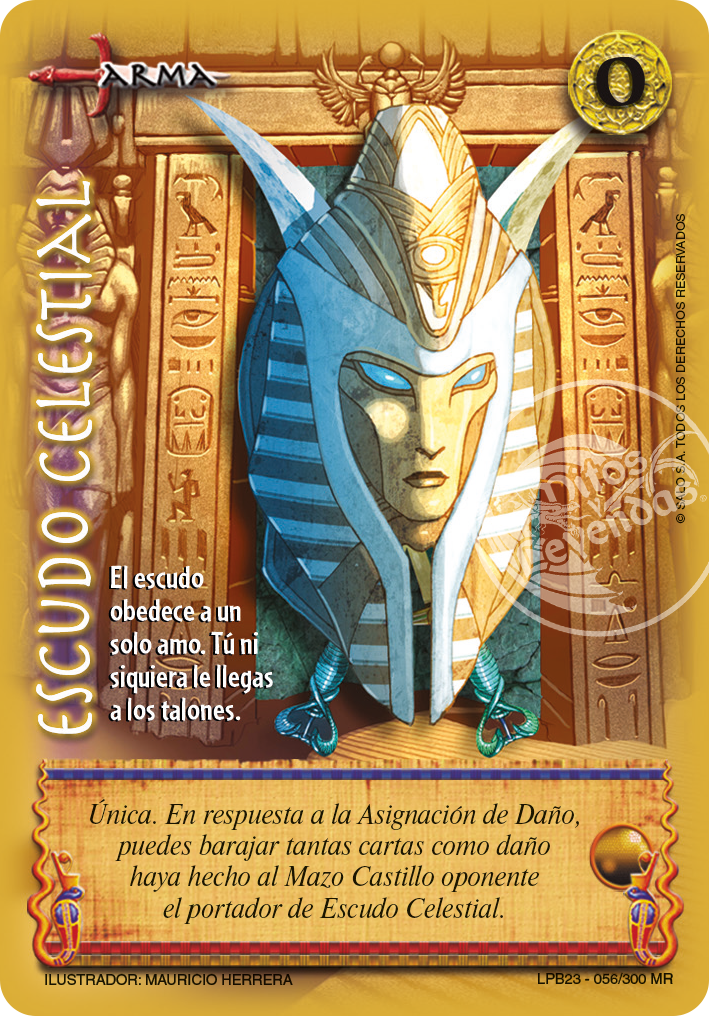 ARMA
0
ESCUDO CELESTIAL
© SALO S.A. TODOS LOS DERECHOS RESERVADOS
Mitos y
Leyendas®
El escudo
obedece a un
solo amo. Tú ni
siquiera le llegas
a los talones.
Única. En respuesta a la Asignación de Daño,
puedes barajar tantas cartas como daño
haya hecho al Mazo Castillo oponente
el portador de Escudo Celestial.
ILUSTRADOR: MAURICIO HERRERA
LPB23 - 056/300 MR